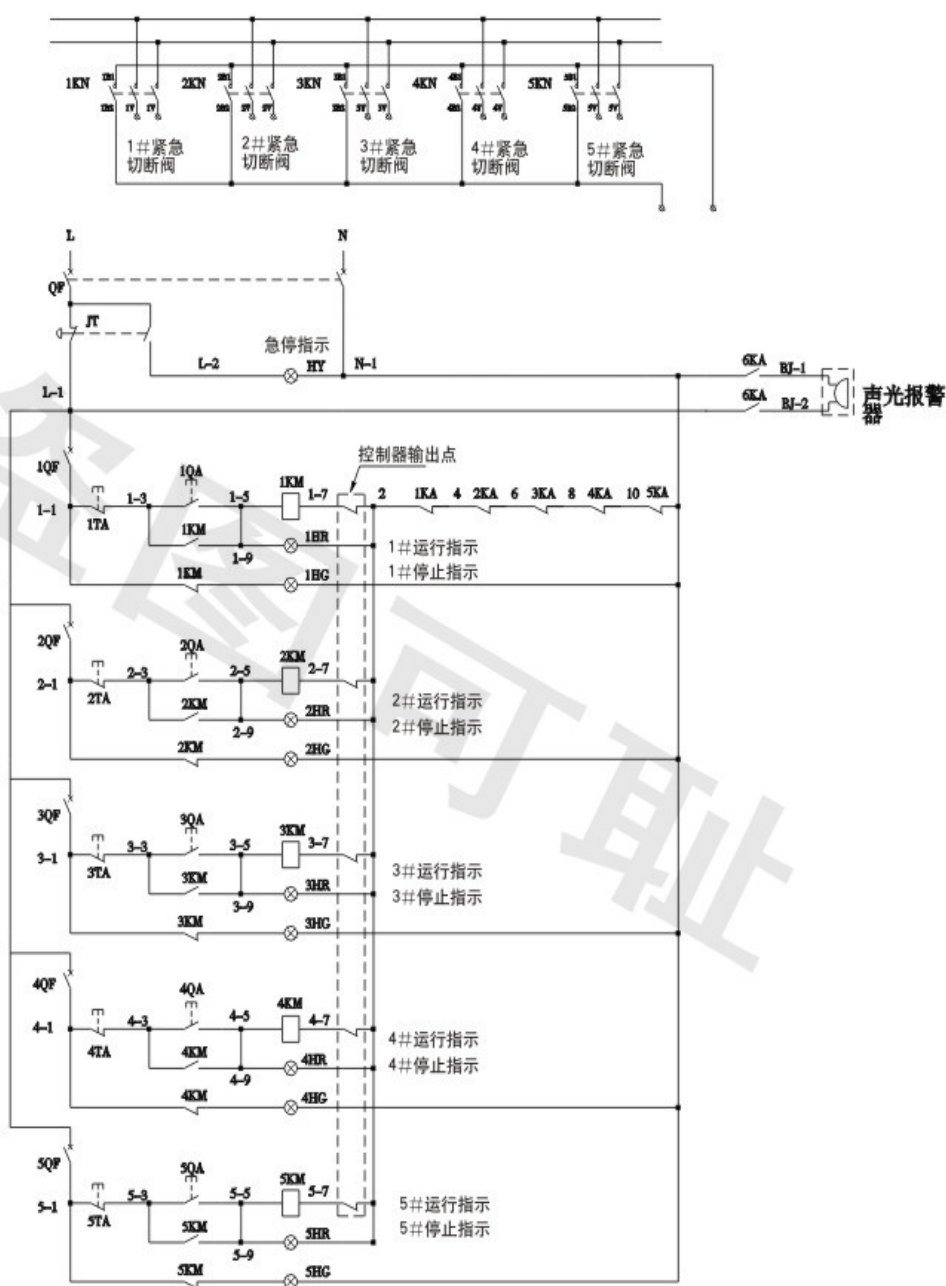 1KN 2KN 3KN 4KN 5KN
1V 1V 2V 2V 3V 3V 4V 4V 5V 5V
1#紧急 2#紧急 3#紧急 4#紧急 5#紧急
切断阀 切断阀 切断阀 切断阀 切断阀
L N
QF
JT
急停指示
L-2 HY N-1 6KA BJ-1
L-1 6KA BJ-2 声光报警
器
控制器输出点
1QF 1QA 1KM 1-7 2 1KA 4 2KA 6 3KA 8 4KA 10 5KA
1-1 1TA 1-3 1-5
1KM 1HR 1#运行指示
1-9
1KM 1HG 1#停止指示
2QF 2QA 2KM 2-7
2-1 2TA 2-3 2-5
2KM 2HR 2#运行指示
2-9
2KM 2HG 2#停止指示
3QF 3QA 3KM 3-7
3-1 3TA 3-3 3-5
3KM 3HR 3#运行指示
3-9
3KM 3HG 3#停止指示
4QF 4QA 4KM 4-7
4-1 4TA 4-3 4-5
4KM 4HR 4#运行指示
4-9
4KM 4HG 4#停止指示
5QF 5QA 5KM 5-7
5-1 5TA 5-3 5-5
5KM 5HR 5#运行指示
5-9
5KM 5HG 5#停止指示
盗图可耻